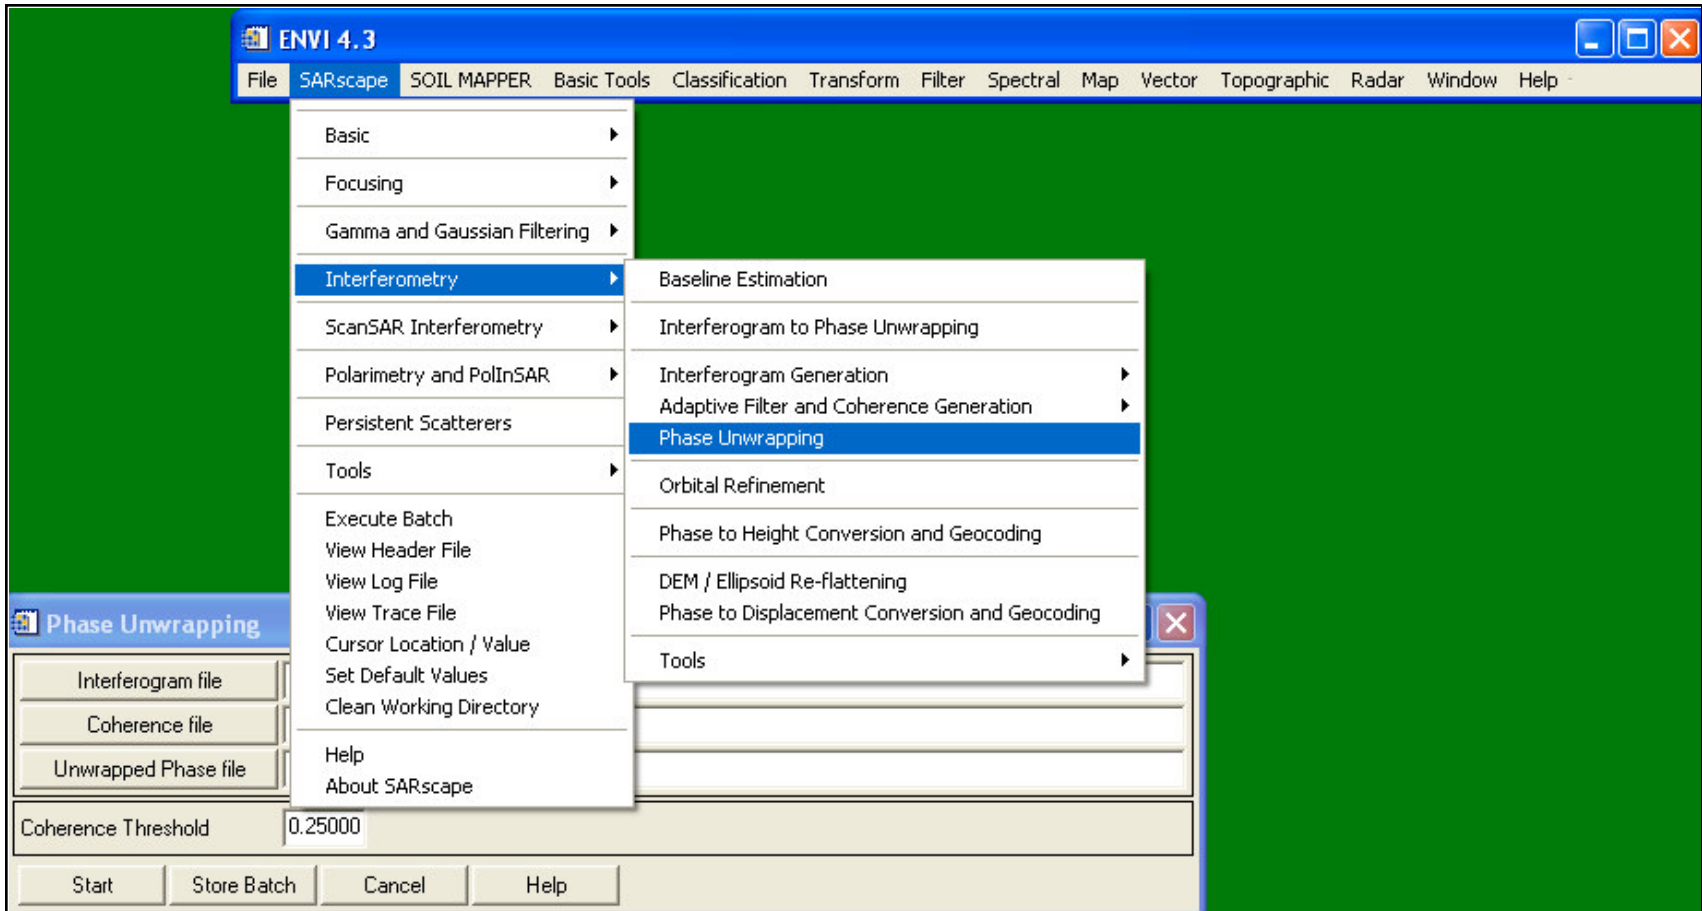 ENVI 4.3
File SARscape SOIL MAPPER Basic Tools Classification Transform Filter Spectral Map Vector Topographic Radar Window Help
Basic
Focusing
Gamma and Gaussian Filtering
Interferometry
ScanSAR Interferometry
Polarimetry and PolInSAR
Persistent Scatterers
Tools
Execute Batch
View Header File
View Log File
View Trace File
Cursor Location / Value
Set Default Values
Clean Working Directory
Help
About SARscape
Baseline Estimation
Interferogram to Phase Unwrapping
Interferogram Generation
Adaptive Filter and Coherence Generation
Phase Unwrapping
Orbital Refinement
Phase to Height Conversion and Geocoding
DEM / Ellipsoid Re-flattening
Phase to Displacement Conversion and Geocoding
Tools
Phase Unwrapping
Interferogram file
Coherence file
Unwrapped Phase file
Coherence Threshold 0.25000
Start Store Batch Cancel Help